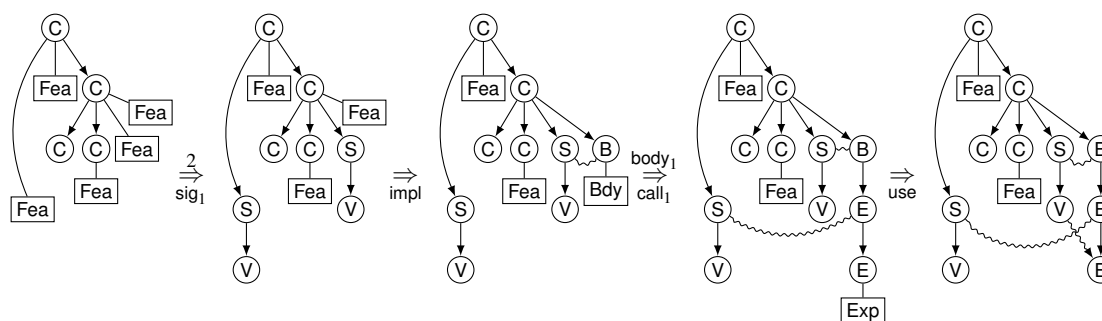 C
Fea C
Fea
C C Fea
Fea
Fea
2
⇒
sig₁
C
Fea C
Fea
C C S
Fea
S V
V
⇒
impl
C
Fea C
C C S B
Fea Bdy
S V
V
body₁
⇒
call₁
C
Fea C
C C S B
Fea
S V E
V E
Exp
⇒
use
C
Fea C
C C S B
Fea
S V
V